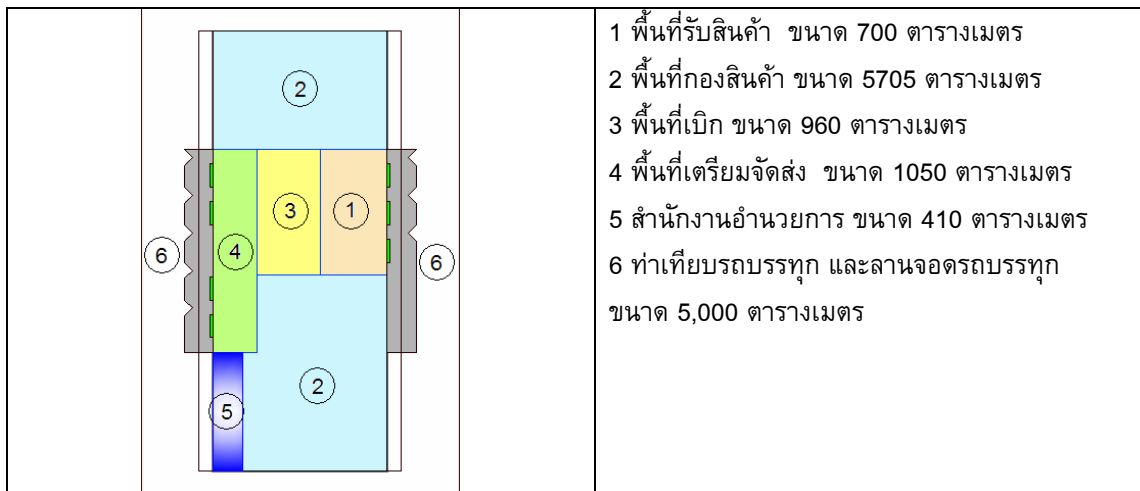 2
6
4
3
1
6
5
2
1 พื้นที่รับสินค้า ขนาด 700 ตารางเมตร
2 พื้นที่กองสินค้า ขนาด 5705 ตารางเมตร
3 พื้นที่เบิก ขนาด 960 ตารางเมตร
4 พื้นที่เตรียมจัดส่ง ขนาด 1050 ตารางเมตร
5 สำนักงานอำนวยการ ขนาด 410 ตารางเมตร
6 ท่าเทียบรถบรรทุก และลานจอดรถบรรทุก
ขนาด 5,000 ตารางเมตร